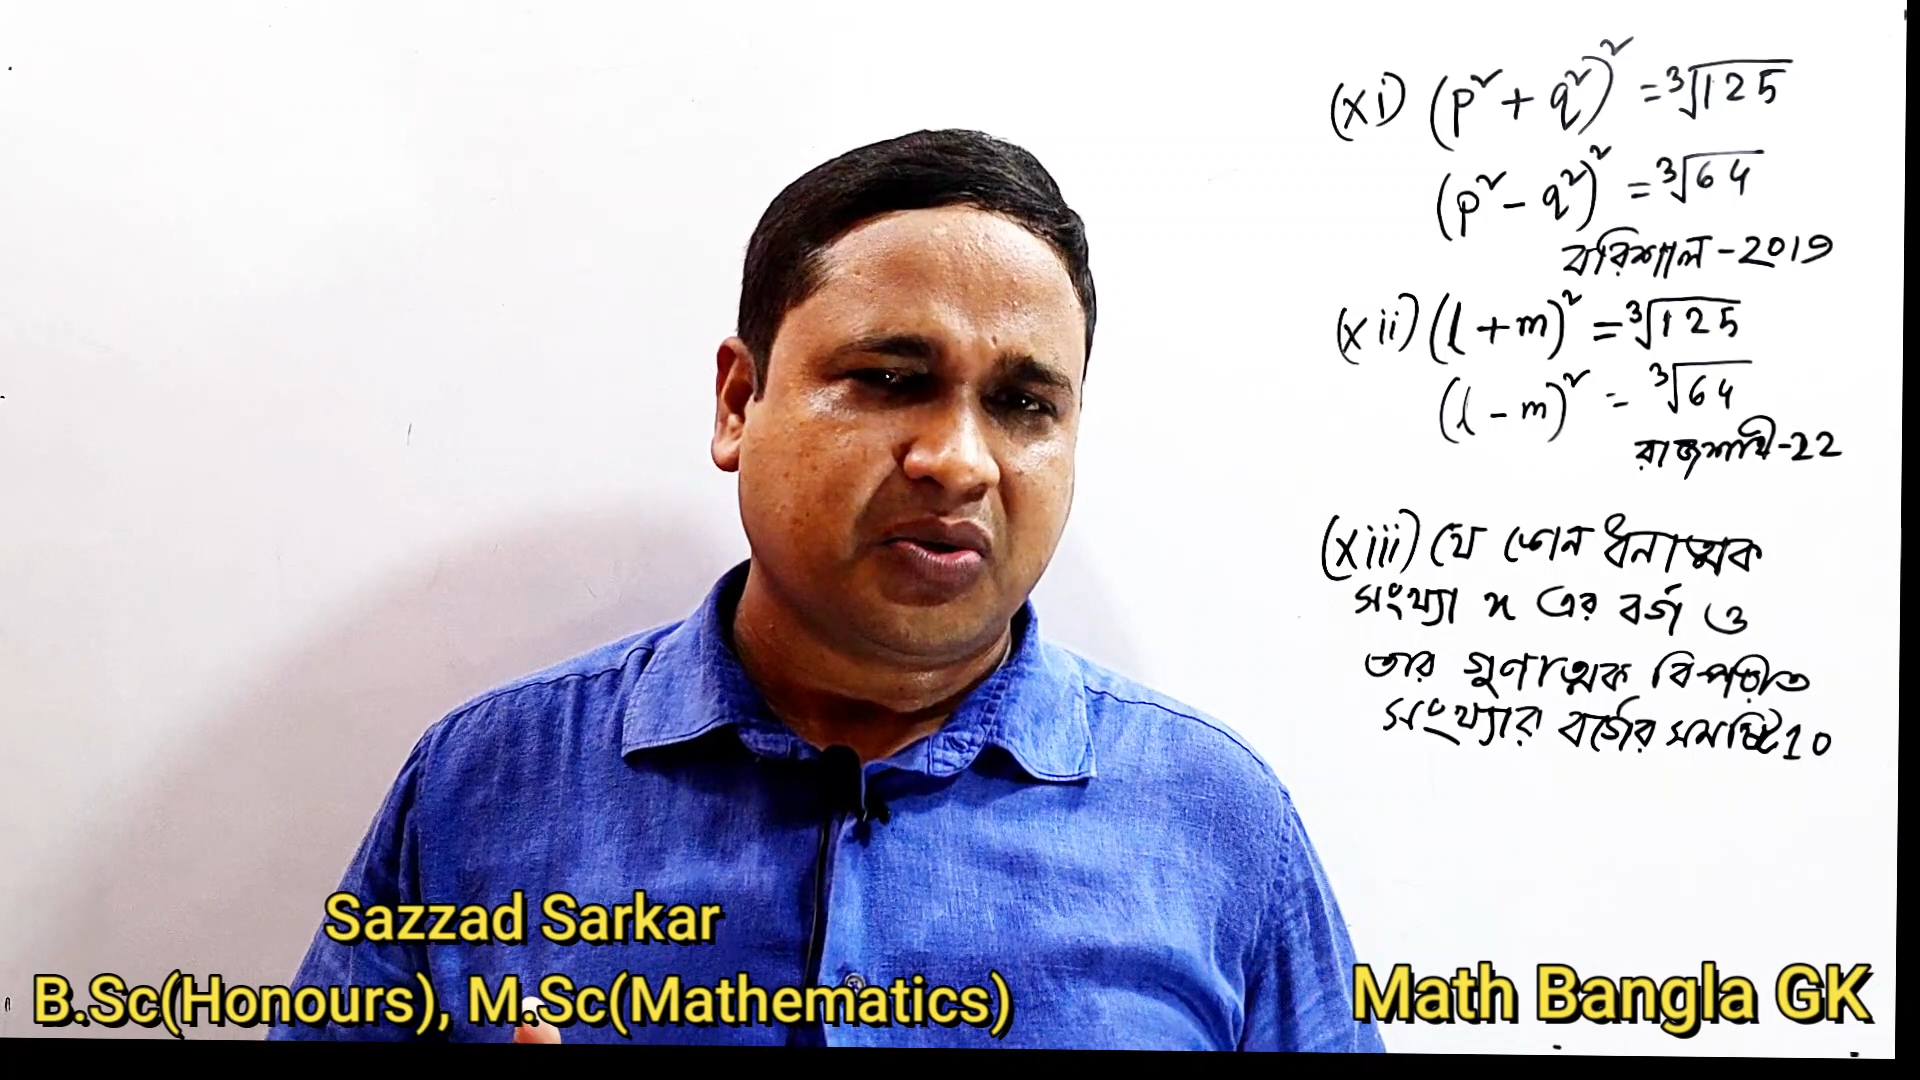 (xi) (p² + q²)² = ∛125
(p² - q²)² = ∛64
বরিশাল - 2019
(xii) (l + m)² = ∛125
(l - m)² = ∛64
রাজশাহী - 22
(xiii) যে কোন ধনাত্মক
সংখ্যা x এর বর্গ ও
তার গুণাত্মক বিপরীত
সংখ্যার বর্গের সমষ্টি 10
Sazzad Sarkar
B.Sc(Honours), M.Sc(Mathematics)
Math Bangla GK